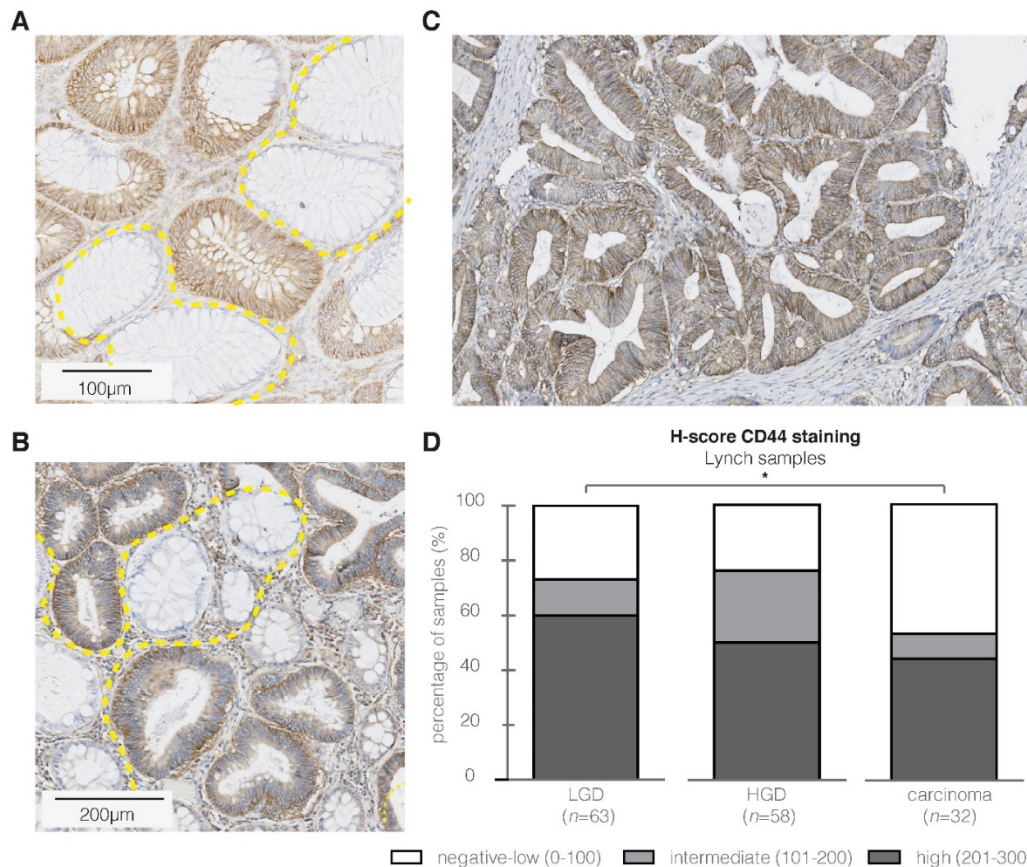 A
C
100µm
B
200µm
D
H-score CD44 staining
Lynch samples
*
percentage of samples (%)
100
80
60
40
20
0
LGD
HGD
carcinoma
(n=63)
(n=58)
(n=32)
negative-low (0-100)
intermediate (101-200)
high (201-300